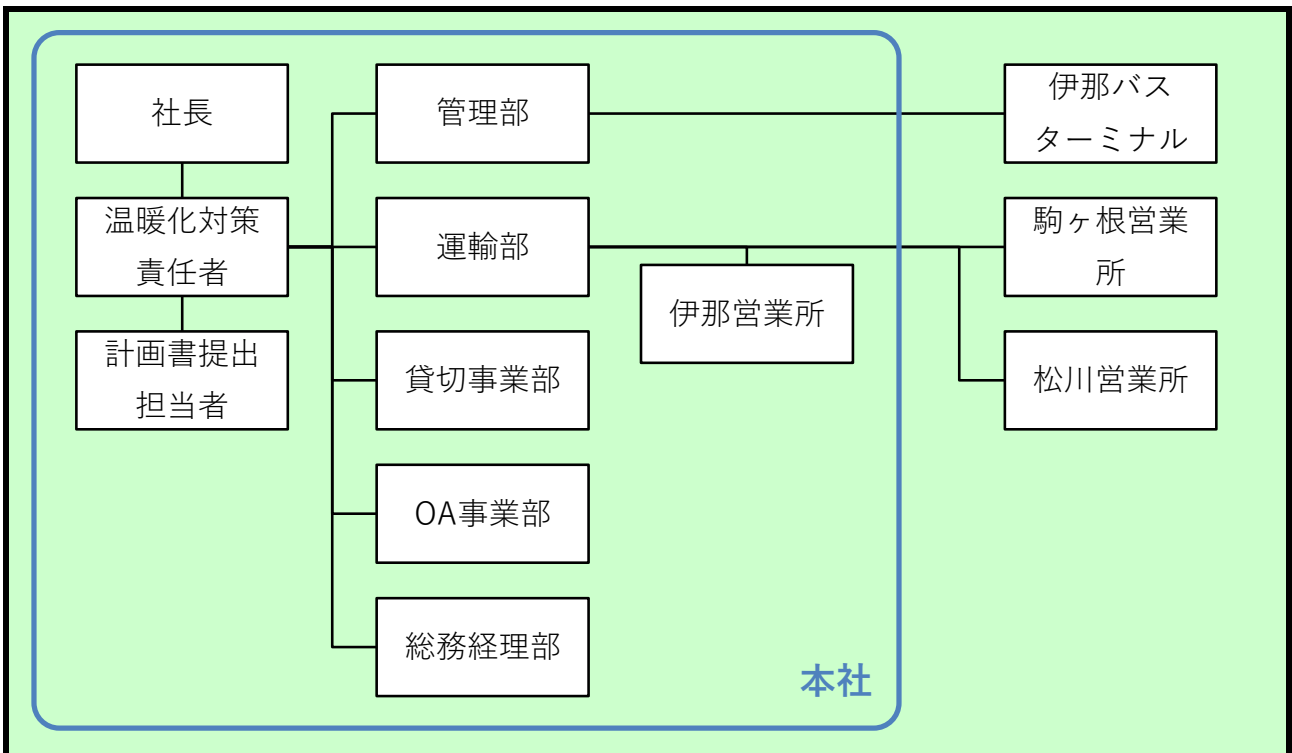 社長
温暖化対策
責任者
計画書提出
担当者
管理部
運輸部
貸切事業部
OA事業部
総務経理部
伊那営業所
本社
伊那バス
ターミナル
駒ヶ根営業
所
松川営業所